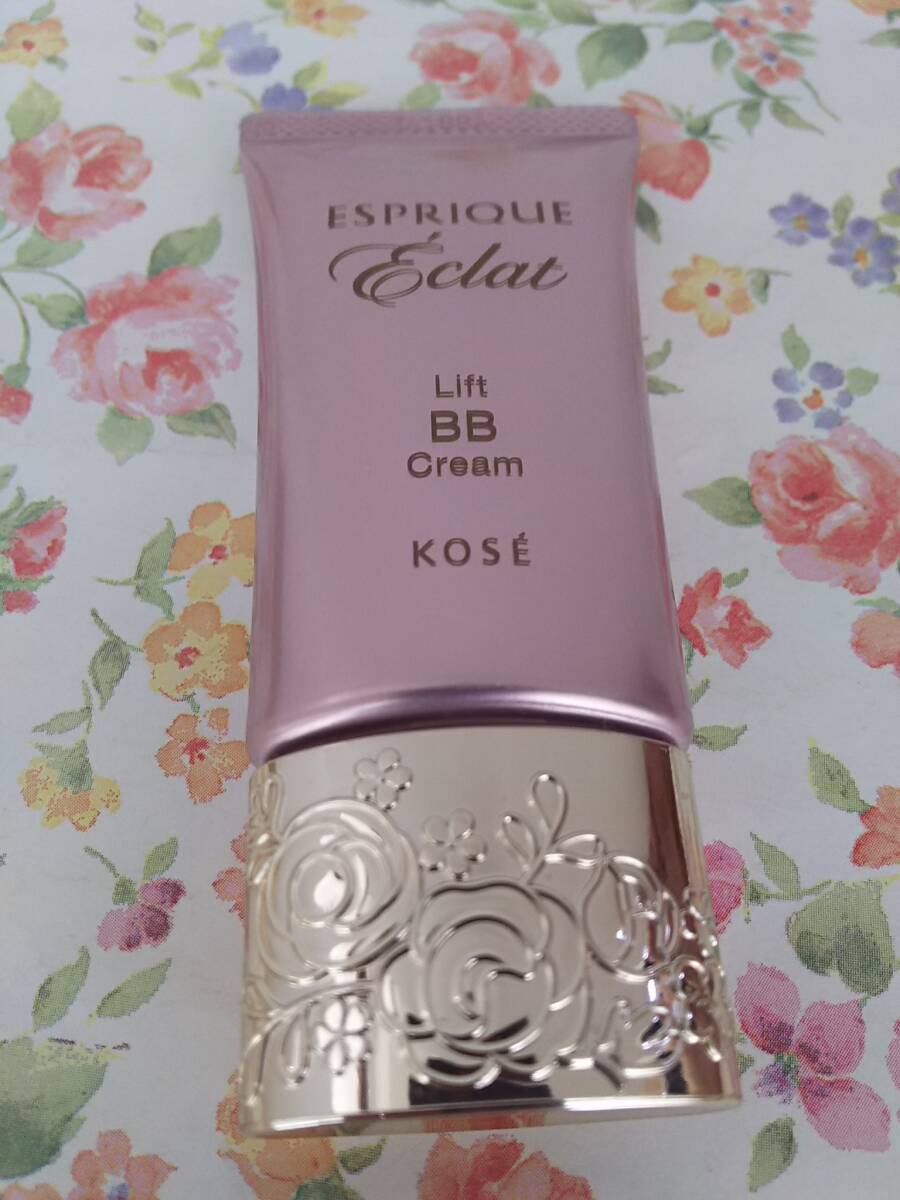 ESPRIQUE
Éclat
Lift
BB
Cream
KOSÉ